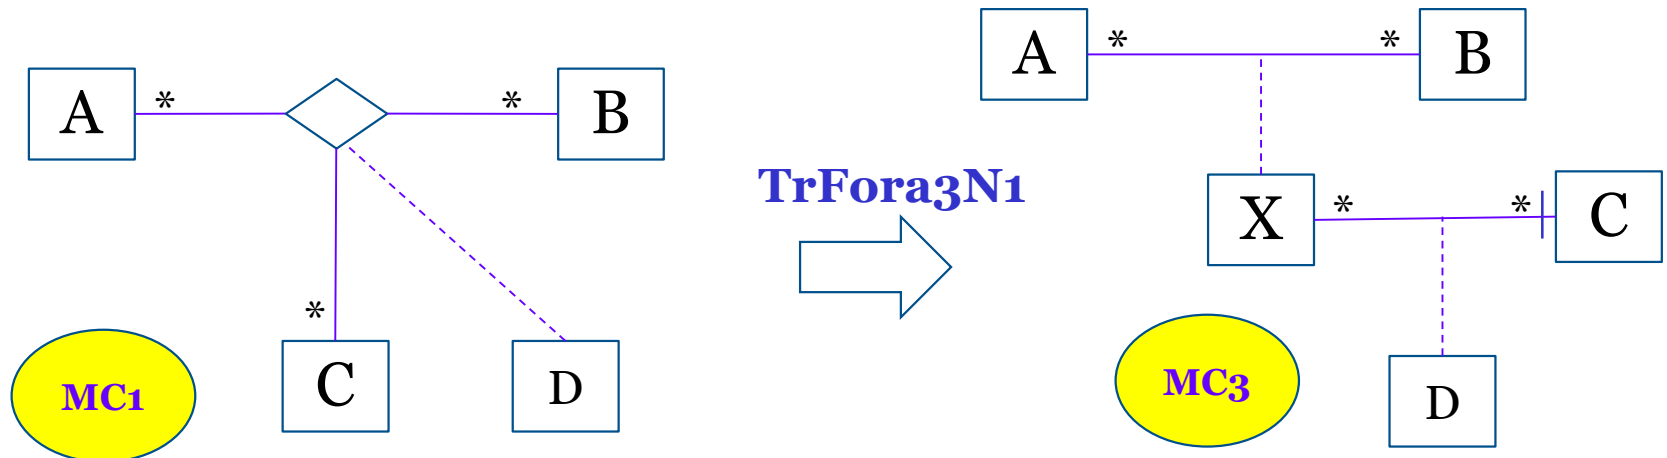 A * * B
C *
D
MC1
TrFora3N1
A * * B
X * * C
D
MC3